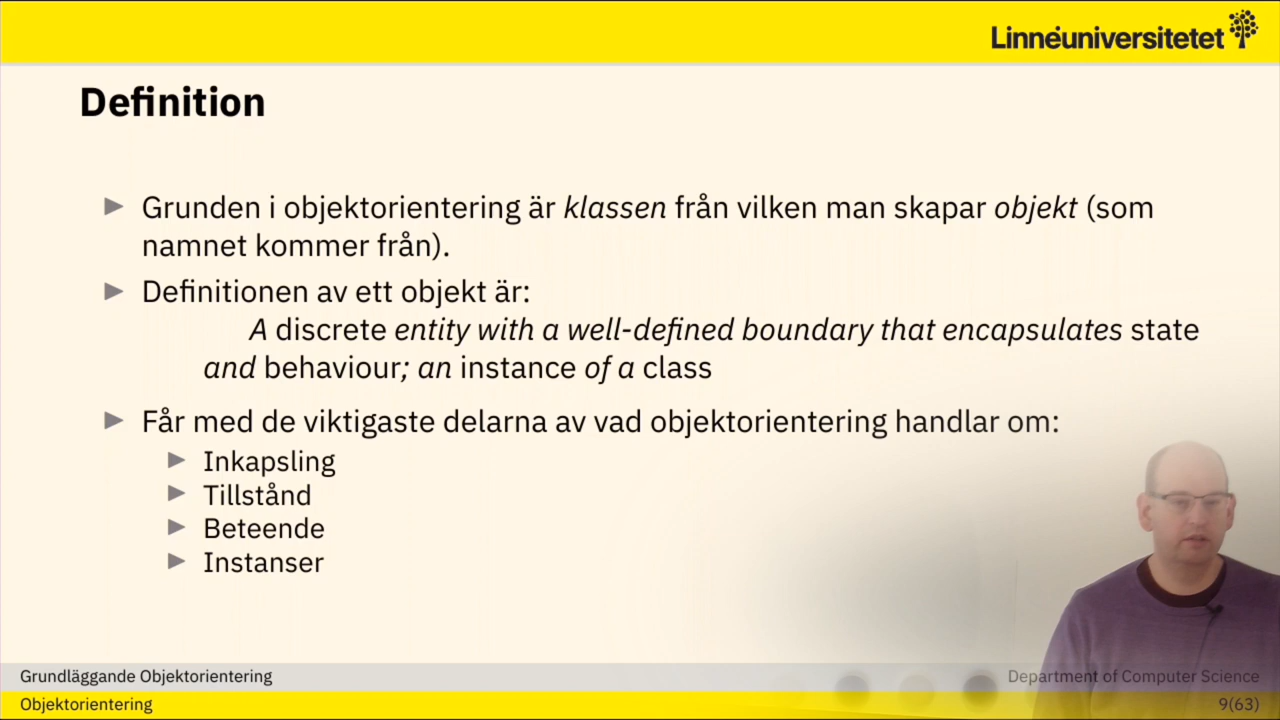 Linnéuniversitetet
Definition
Grunden i objektorientering är klassen från vilken man skapar objekt (som
namnet kommer från).
Definitionen av ett objekt är:
A discrete entity with a well-defined boundary that encapsulates state
and behaviour; an instance of a class
Får med de viktigaste delarna av vad objektorientering handlar om:
Inkapsling
Tillstånd
Beteende
Instanser
Grundläggande Objektorientering
Department of Computer Science
Objektorientering
9(63)